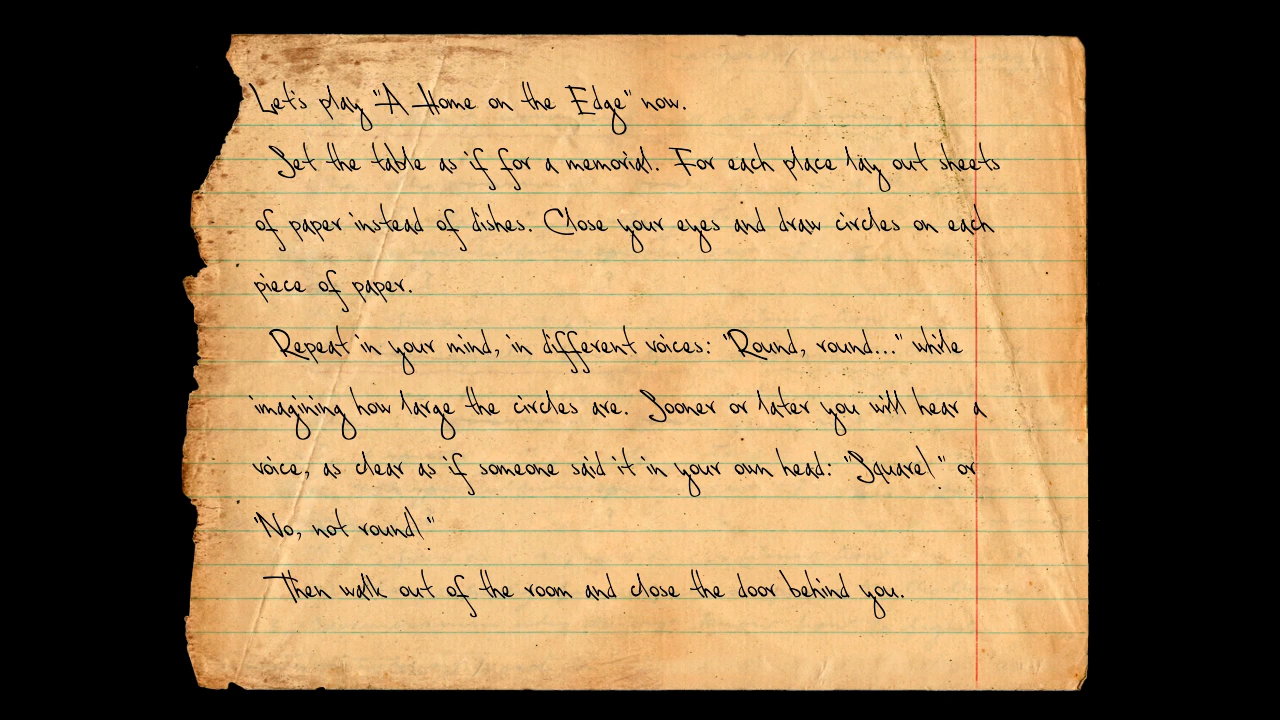 Let's play "A Home on the Edge" now.
Set the table as if for a memorial. For each place lay out sheets
of paper instead of dishes. Close your eyes and draw circles on each
piece of paper.
Repeat in your mind, in different voices: "Round, round..." while
imagining how large the circles are. Sooner or later you will hear a
voice, as clear as if someone said it in your own head: "Square!" or
"No, not round!"
Then walk out of the room and close the door behind you.